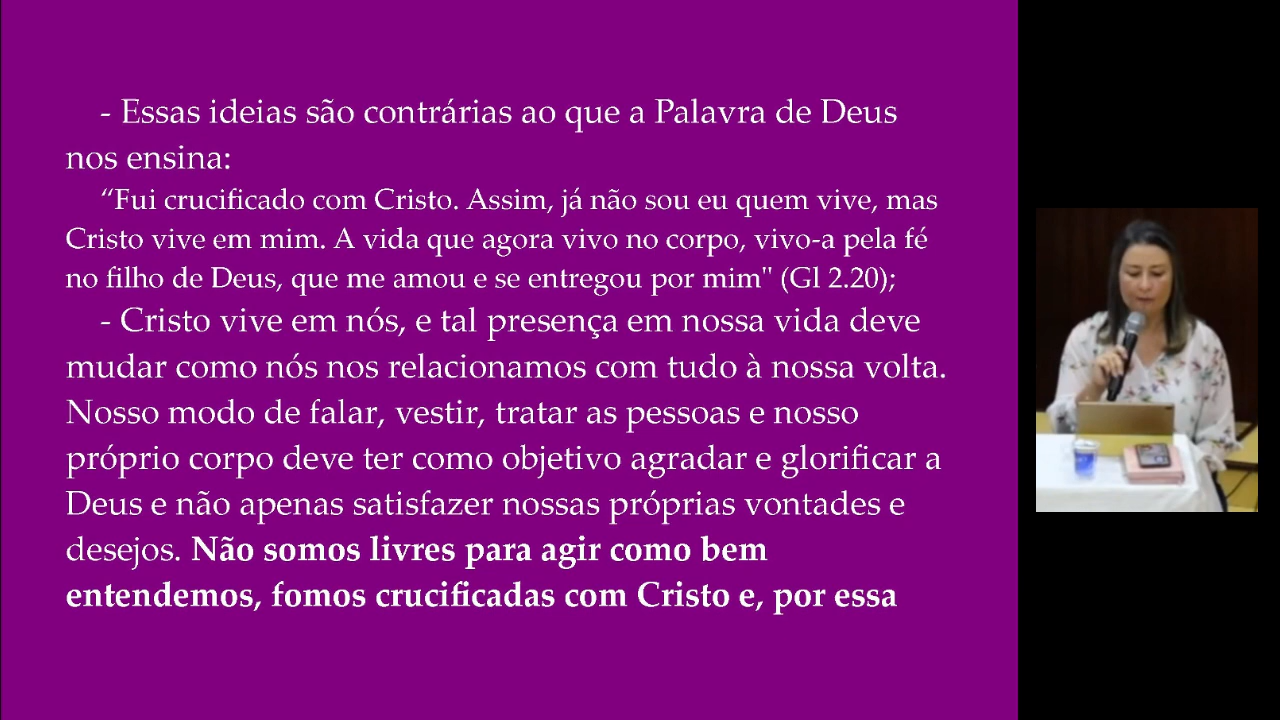 - Essas ideias são contrárias ao que a Palavra de Deus
nos ensina:
“Fui crucificado com Cristo. Assim, já não sou eu quem vive, mas
Cristo vive em mim. A vida que agora vivo no corpo, vivo-a pela fé
no filho de Deus, que me amou e se entregou por mim" (Gl 2.20);
- Cristo vive em nós, e tal presença em nossa vida deve
mudar como nós nos relacionamos com tudo à nossa volta.
Nosso modo de falar, vestir, tratar as pessoas e nosso
próprio corpo deve ter como objetivo agradar e glorificar a
Deus e não apenas satisfazer nossas próprias vontades e
desejos. Não somos livres para agir como bem
entendemos, fomos crucificadas com Cristo e, por essa